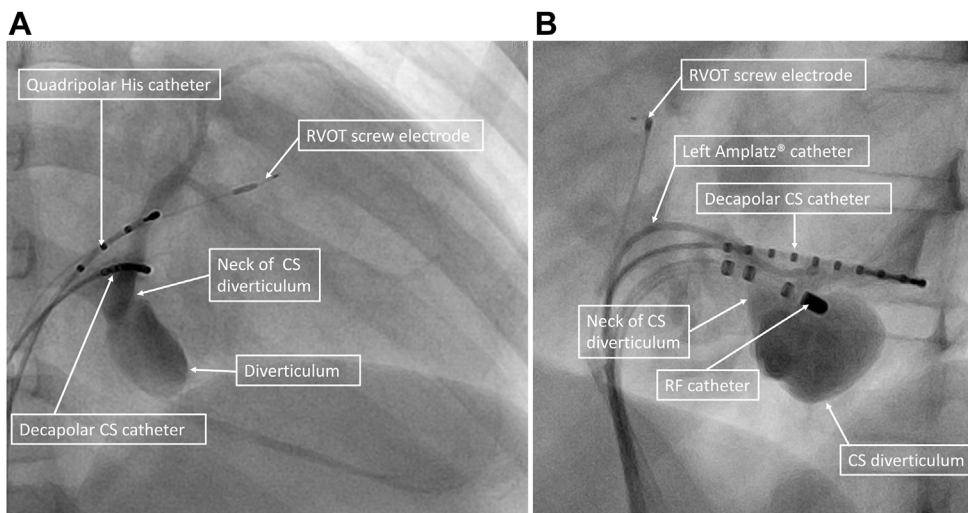 A
Quadripolar His catheter
RVOT screw electrode
Neck of CS
diverticulum
Diverticulum
Decapolar CS catheter
B
RVOT screw electrode
Left Amplatz® catheter
Decapolar CS catheter
Neck of CS
diverticulum
RF catheter
CS diverticulum